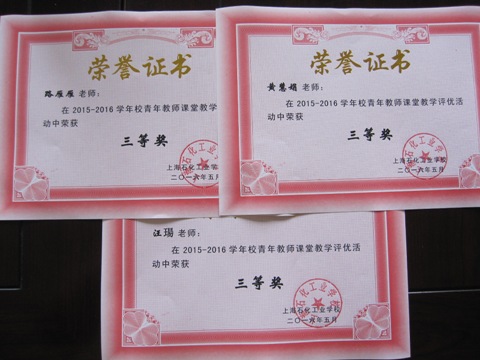 荣誉证书
路雁雁 老师：
在 2015-2016 学年校青年教师课堂教学
动中荣获
三等奖
上海石化工业学校
二〇一六年五月
荣誉证书
黄慧娟 老师：
在 2015-2016 学年校青年教师课堂教学评优活
动中荣获
三等奖
上海石化工业学校
二〇一六年五月
汪瑒 老师：
在 2015-2016 学年校青年教师课堂教学评优活
动中荣获
三等奖
上海石化工业学校
二〇一六年五月